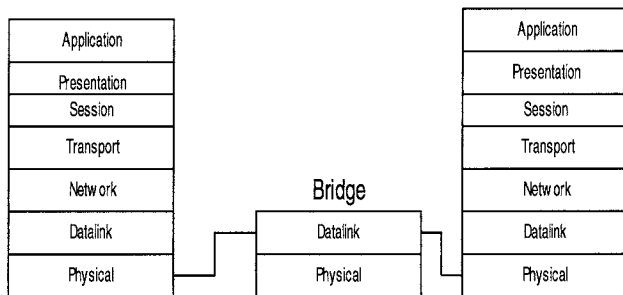 Application
Presentation
Session
Transport
Network
Datalink
Physical
Bridge
Datalink
Physical
Application
Presentation
Session
Transport
Network
Datalink
Physical